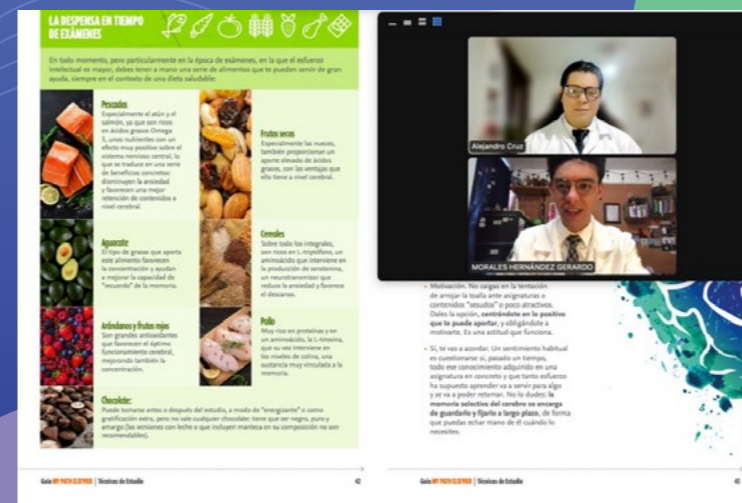 LA DESPENSA EN TIEMPO
DE EXÁMENES
En todo momento, pero particularmente en la época de exámenes, en la que el esfuerzo
intelectual es mayor, debes tener a mano una serie de alimentos que te pueden servir de gran
ayuda, siempre en el contexto de una dieta saludable:
Pescados
Especialmente el atún y el
salmón, ya que son ricos
en ácidos grasos Omega
3, unos nutrientes con un
efecto muy positivo sobre el
sistema nervioso central, lo
que se traduce en una serie
de beneficios concretos:
disminuyen la ansiedad
y favorecen una mejor
retención de contenidos a
nivel cerebral.
Frutos secos
Especialmente las nueces,
también proporcionan un
aporte elevado de ácidos
grasos, con las ventajas que
ello tiene a nivel cerebral.
Aguacate
El tipo de grasas que aporta
este alimento favorecen
la concentración y ayudan
a mejorar la capacidad de
"recuerdo" de la memoria.
Cereales
Sobre todo los integrales,
son ricos en L-triptófano, un
aminoácido que interviene en
la producción de serotonina,
un neurotransmisor que
reduce la ansiedad y favorece
el descanso.
Arándanos y frutos rojos
Son grandes antioxidantes
que favorecen el óptimo
funcionamiento cerebral,
mejorando también la
concentración.
Pollo
Muy rico en proteínas y en
un aminoácido, la L-tirosina,
que su vez interviene en
los niveles de colina, una
sustancia muy vinculada a la
memoria.
Chocolate:
Puede tomarse antes o después del estudio, a modo de "energizante" o como
gratificación extra, pero no vale cualquier chocolate: tiene que ser negro, puro y
amargo (las versiones con leche o que incluyen manteca en su composición no son
recomendables).
Guía MY PATH ELSEVIER | Técnicas de Estudio
42
Alejandro Cruz
MORALES HERNÁNDEZ GERARDO
• Motivación. No caigas en la tentación
de arrojar la toalla ante asignaturas o
contenidos "sesudos" o poco atractivos.
Dales la opción, centrándote en lo positivo
que te puede aportar, y obligándote a
motivarte. Es una actitud que funciona.
• Sí, te vas a acordar. Un sentimiento habitual
es cuestionarse si, pasado un tiempo,
todo ese conocimiento adquirido en una
asignatura en concreto y que tanto esfuerzo
ha supuesto aprender va a servir para algo
y se va a poder retomar. No lo dudes: la
memoria selectiva del cerebro se encarga
de guardarlo y fijarlo a largo plazo, de forma
que puedas echar mano de él cuándo lo
necesites.
Guía MY PATH ELSEVIER | Técnicas de Estudio
43